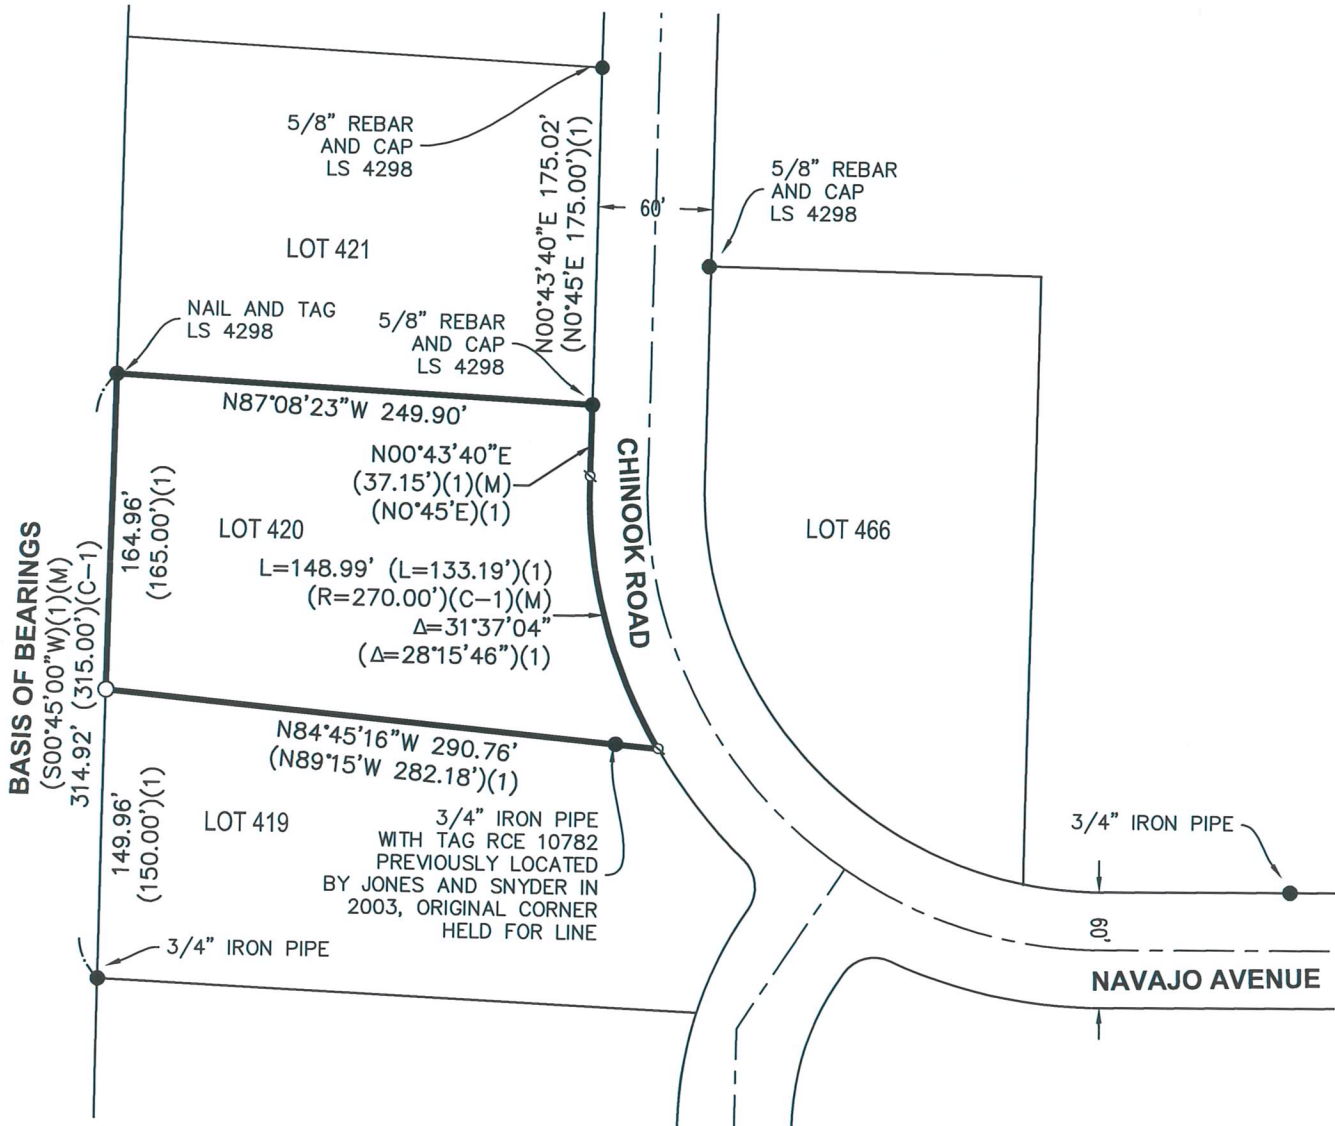 5/8" REBAR
AND CAP
LS 4298
N00°43'40"E 175.02'
(N0°45'E 175.00')(1)
60'
5/8" REBAR
AND CAP
LS 4298
LOT 421
NAIL AND TAG
LS 4298
5/8" REBAR
AND CAP
LS 4298
N87°08'23"W 249.90'
N00°43'40"E
(37.15')(1)(M)
(N0°45'E)(1)
CHINOOK ROAD
164.96'
(165.00')(1)
LOT 420
LOT 466
BASIS OF BEARINGS
(S00°45'00"W)(1)(M)
314.92' (315.00')(C-1)
L=148.99' (L=133.19')(1)
(R=270.00')(C-1)(M)
Δ=31°37'04"
(Δ=28°15'46")(1)
N84°45'16"W 290.76'
(N89°15'W 282.18')(1)
149.96'
(150.00')(1)
LOT 419
3/4" IRON PIPE
WITH TAG RCE 10782
PREVIOUSLY LOCATED
BY JONES AND SNYDER IN
2003, ORIGINAL CORNER
HELD FOR LINE
3/4" IRON PIPE
3/4" IRON PIPE
60'
NAVAJO AVENUE